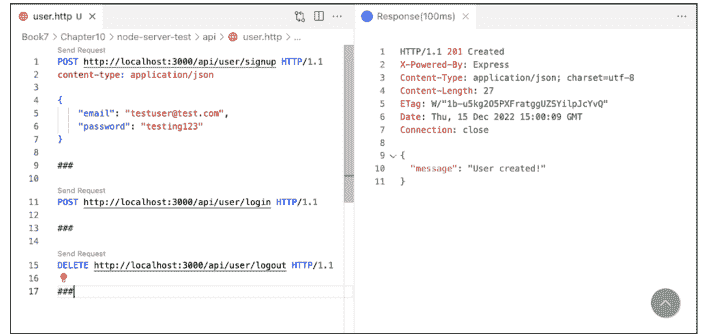 user.http U
Book7 > Chapter10 > node-server-test > api > user.http > ...
Send Request
1 POST http://localhost:3000/api/user/signup HTTP/1.1
2 content-type: application/json
3
4 {
5 "email": "testuser@test.com",
6 "password": "testing123"
7 }
8
9 ###
10
Send Request
11 POST http://localhost:3000/api/user/login HTTP/1.1
12
13 ###
14
Send Request
15 DELETE http://localhost:3000/api/user/logout HTTP/1.1
16
17 ###
Response(100ms)
1 HTTP/1.1 201 Created
2 X-Powered-By: Express
3 Content-Type: application/json; charset=utf-8
4 Content-Length: 27
5 ETag: W/"1b-u5kg2O5PXFratggUZSYilpJcYvQ"
6 Date: Thu, 15 Dec 2022 15:00:09 GMT
7 Connection: close
8
9 {
10 "message": "User created!"
11 }